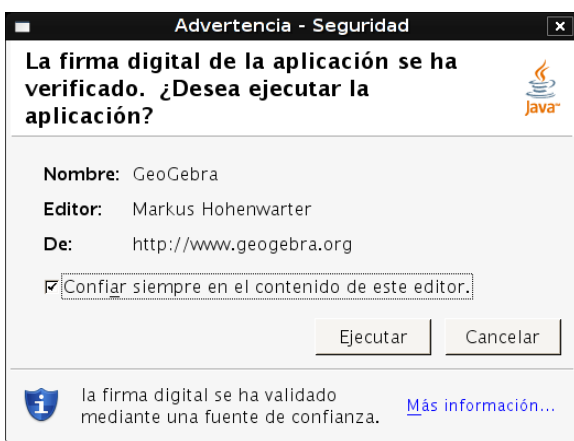 Advertencia - Seguridad
La firma digital de la aplicación se ha
verificado. ¿Desea ejecutar la
aplicación?
Java
Nombre: GeoGebra
Editor: Markus Hohenwarter
De: http://www.geogebra.org
Confiar siempre en el contenido de este editor.
Ejecutar Cancelar
la firma digital se ha validado
mediante una fuente de confianza. Más información...